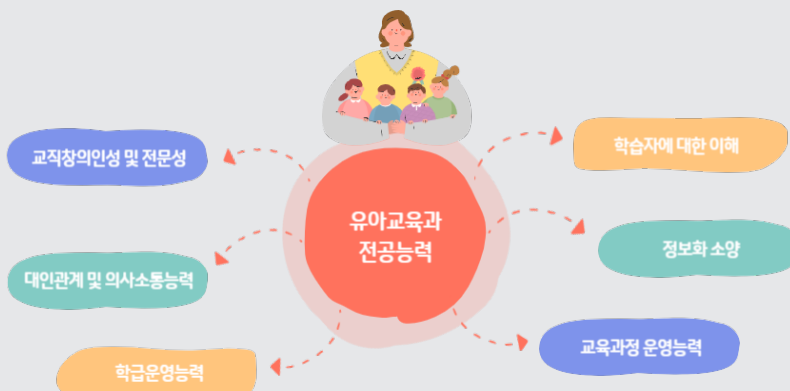 교직창의인성 및 전문성
학습자에 대한 이해
유아교육과
전공능력
정보화 소양
대인관계 및 의사소통능력
교육과정 운영능력
학급운영능력